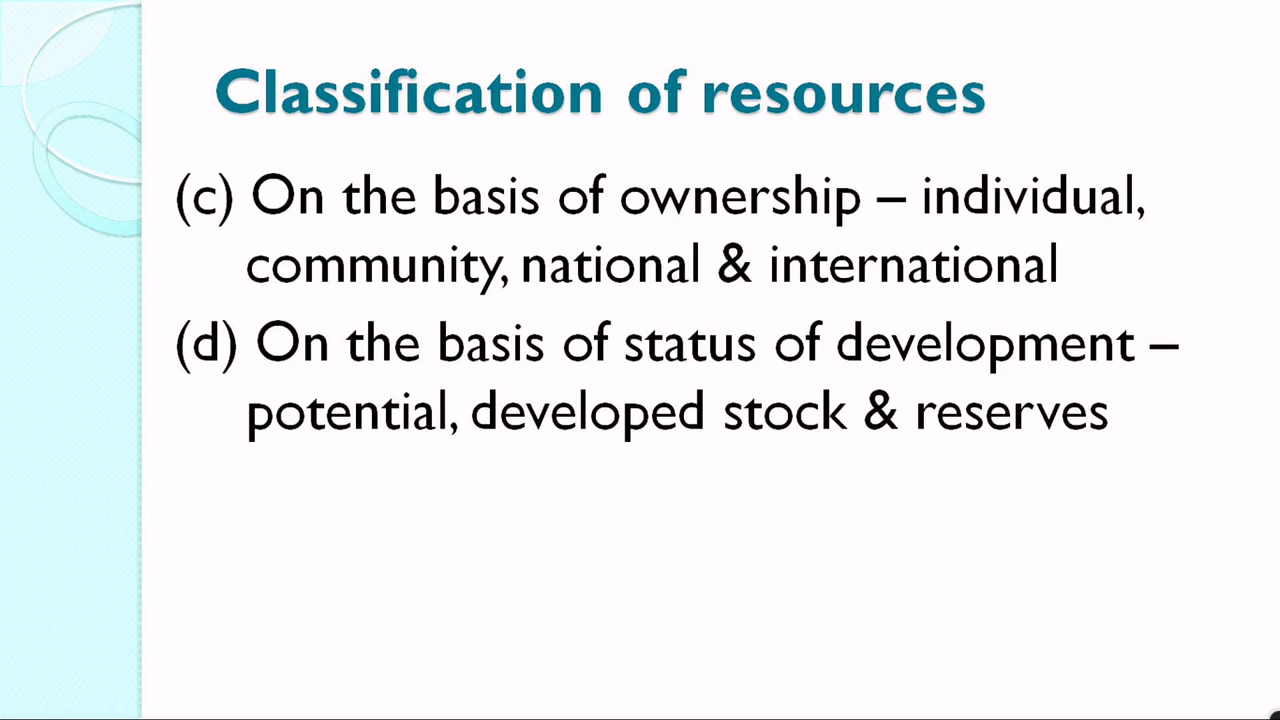 Classification of resources
(c) On the basis of ownership – individual,
community, national & international
(d) On the basis of status of development –
potential, developed stock & reserves